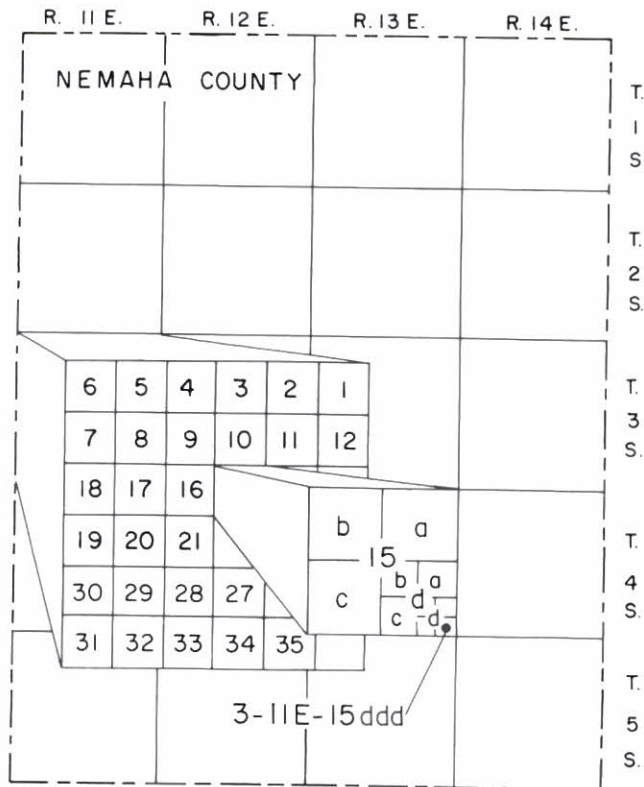 R. 11 E. R. 12 E. R. 13 E. R. 14 E.
NEMAHA COUNTY
T.
1
S
T.
2
S.
T.
3
S.
T.
4
S.
T.
5
S.
6 5 4 3 2 1
7 8 9 10 11 12
18 17 16
19 20 21
30 29 28 27
31 32 33 34 35
b a
15
c
b a
d
c d
3-11E-15ddd